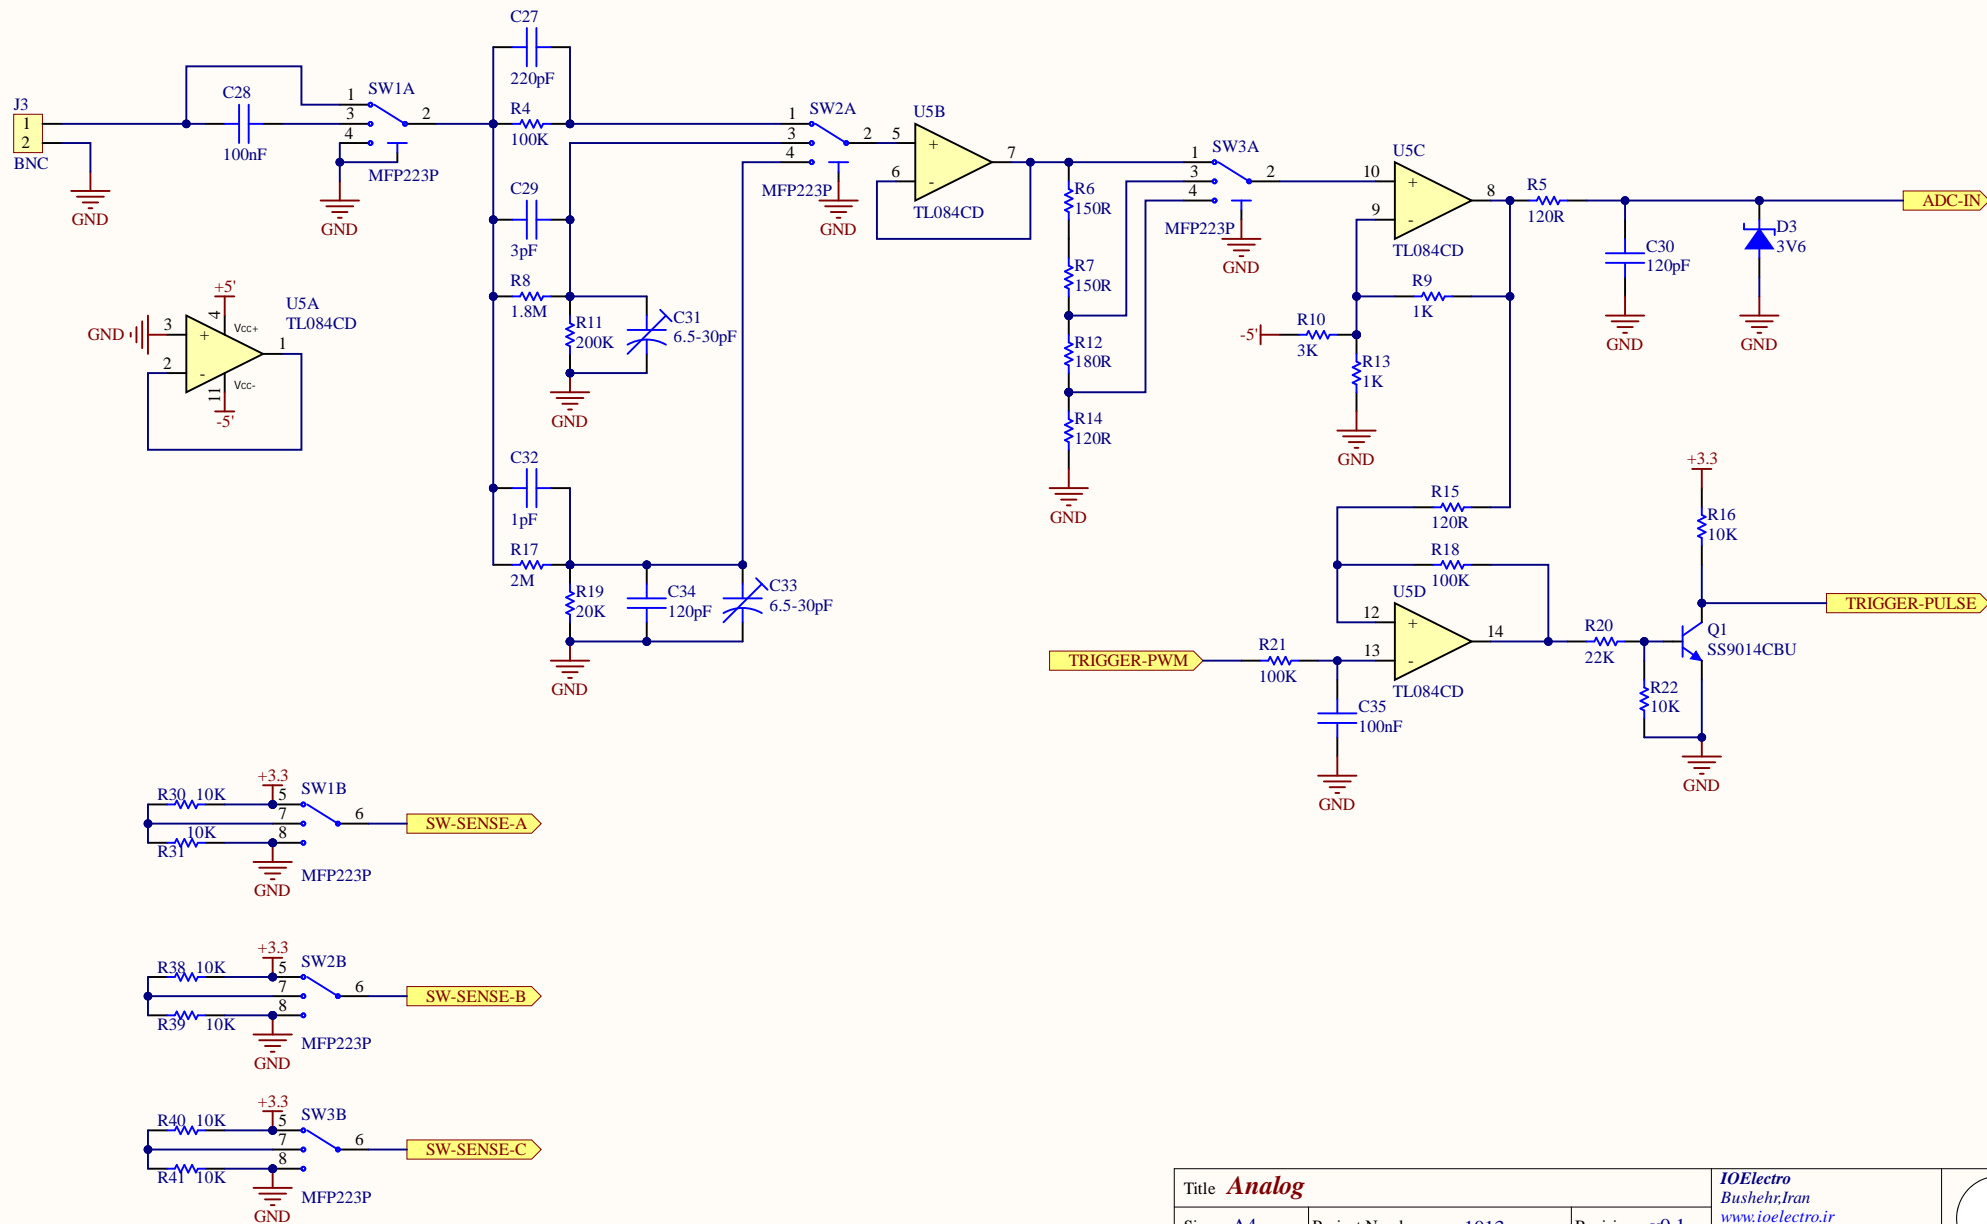 C27
220pF
R4
100K
J3
1
2
BNC
GND
C28
100nF
SW1A
1
3
4
2
MFP223P
GND
C29
3pF
R8
1.8M
R11
200K
C31
6.5-30pF
GND
SW2A
1
3
4
2
MFP223P
GND
U5B
5
6
7
+
-
TL084CD
R6
150R
R7
150R
R12
180R
R14
120R
GND
SW3A
1
3
4
2
MFP223P
GND
U5C
10
9
8
+
-
TL084CD
R5
120R
ADC-IN
C30
120pF
GND
D3
3V6
GND
R9
1K
-5'
R10
3K
R13
1K
GND
+5'
U5A
TL084CD
GND
3
2
4
11
1
+
-
Vcc+
Vcc-
-5'
C32
1pF
R17
2M
R19
20K
C34
120pF
C33
6.5-30pF
GND
R15
120R
R18
100K
U5D
12
13
14
+
-
TL084CD
TRIGGER-PWM
R21
100K
C35
100nF
GND
R20
22K
R22
10K
+3.3
R16
10K
TRIGGER-PULSE
Q1
SS9014CBU
GND
R30 10K
+3.3
5
7
8
6
10K
R31
SW1B
SW-SENSE-A
MFP223P
GND
R38 10K
+3.3
5
7
8
6
R39 10K
SW2B
SW-SENSE-B
MFP223P
GND
R40 10K
+3.3
5
7
8
6
R41 10K
SW3B
SW-SENSE-C
MFP223P
GND
Title Analog
IOElectro
Bushehr,Iran
www.ioelectro.ir